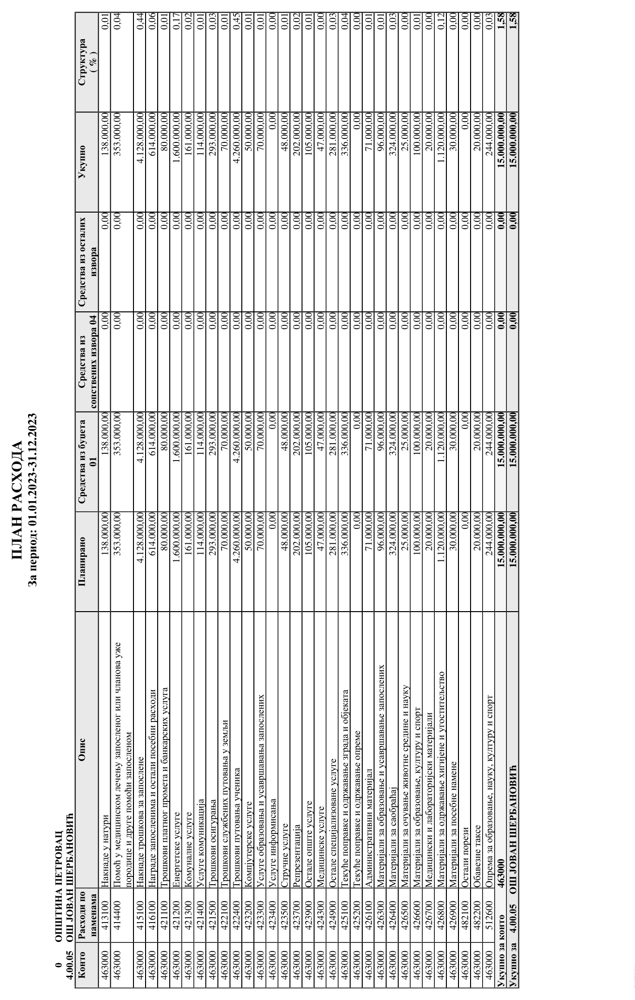 ПЛАН РАСХОДА
За период: 01.01.2023-31.12.2023
0 ОПШТИНА ПЕТРОВАЦ
4.00.05 ОШ ЈОВАН ШЕРБАНОВИЋ
Конто Расходи по наменама Опис Планирано Средства из буџета 01 Средства из сопствених извора 04 Средства из осталих извора Укупно Структура ( % )
463000 413100 Накнаде у натури 138.000,00 138.000,00 0,00 0,00 138.000,00 0,01
463000 414400 Помоћ у медицинском лечењу запосленог или чланова уже породице и друге помоћи запосленом 353.000,00 353.000,00 0,00 0,00 353.000,00 0,04
463000 415100 Накнаде трошкова за запослене 4.128.000,00 4.128.000,00 0,00 0,00 4.128.000,00 0,44
463000 416100 Награде запосленима и остали посебни расходи 614.000,00 614.000,00 0,00 0,00 614.000,00 0,06
463000 421100 Трошкови платног промета и банкарских услуга 80.000,00 80.000,00 0,00 0,00 80.000,00 0,01
463000 421200 Енергетске услуге 1.600.000,00 1.600.000,00 0,00 0,00 1.600.000,00 0,17
463000 421300 Комуналне услуге 161.000,00 161.000,00 0,00 0,00 161.000,00 0,02
463000 421400 Услуге комуникација 114.000,00 114.000,00 0,00 0,00 114.000,00 0,01
463000 421500 Трошкови осигурања 293.000,00 293.000,00 0,00 0,00 293.000,00 0,03
463000 422100 Трошкови службених путовања у земљи 70.000,00 70.000,00 0,00 0,00 70.000,00 0,01
463000 422400 Трошкови путовања ученика 4.260.000,00 4.260.000,00 0,00 0,00 4.260.000,00 0,45
463000 423200 Компјутерске услуге 50.000,00 50.000,00 0,00 0,00 50.000,00 0,01
463000 423300 Услуге образовања и усавршавања запослених 70.000,00 70.000,00 0,00 0,00 70.000,00 0,01
463000 423400 Услуге информисања 0,00 0,00 0,00 0,00 0,00 0,00
463000 423500 Стручне услуге 48.000,00 48.000,00 0,00 0,00 48.000,00 0,01
463000 423700 Репрезентација 202.000,00 202.000,00 0,00 0,00 202.000,00 0,02
463000 423900 Остале опште услуге 105.000,00 105.000,00 0,00 0,00 105.000,00 0,01
463000 424300 Медицинске услуге 47.000,00 47.000,00 0,00 0,00 47.000,00 0,00
463000 424900 Остале специјализоване услуге 281.000,00 281.000,00 0,00 0,00 281.000,00 0,03
463000 425100 Текуће поправке и одржавање зграда и објеката 336.000,00 336.000,00 0,00 0,00 336.000,00 0,04
463000 425200 Текуће поправке и одржавање опреме 0,00 0,00 0,00 0,00 0,00 0,00
463000 426100 Административни материјал 71.000,00 71.000,00 0,00 0,00 71.000,00 0,01
463000 426300 Материјали за образовање и усавршавање запослених 96.000,00 96.000,00 0,00 0,00 96.000,00 0,01
463000 426400 Материјали за саобраћај 324.000,00 324.000,00 0,00 0,00 324.000,00 0,03
463000 426500 Материјали за очување животне средине и науку 25.000,00 25.000,00 0,00 0,00 25.000,00 0,00
463000 426600 Материјали за образовање, културу и спорт 100.000,00 100.000,00 0,00 0,00 100.000,00 0,01
463000 426700 Медицински и лабораторијски материјали 20.000,00 20.000,00 0,00 0,00 20.000,00 0,00
463000 426800 Материјали за одржавање хигијене и угоститељство 1.120.000,00 1.120.000,00 0,00 0,00 1.120.000,00 0,12
463000 426900 Материјали за посебне намене 30.000,00 30.000,00 0,00 0,00 30.000,00 0,00
463000 482100 Остали порези 0,00 0,00 0,00 0,00 0,00 0,00
463000 482200 Обавезне таксе 20.000,00 20.000,00 0,00 0,00 20.000,00 0,00
463000 512600 Опрема за образовање, науку, културу и спорт 244.000,00 244.000,00 0,00 0,00 244.000,00 0,03
Укупно за конто 463000 15.000.000,00 15.000.000,00 0,00 0,00 15.000.000,00 1,58
Укупно за 4.00.05 ОШ ЈОВАН ШЕРБАНОВИЋ 15.000.000,00 15.000.000,00 0,00 0,00 15.000.000,00 1,58